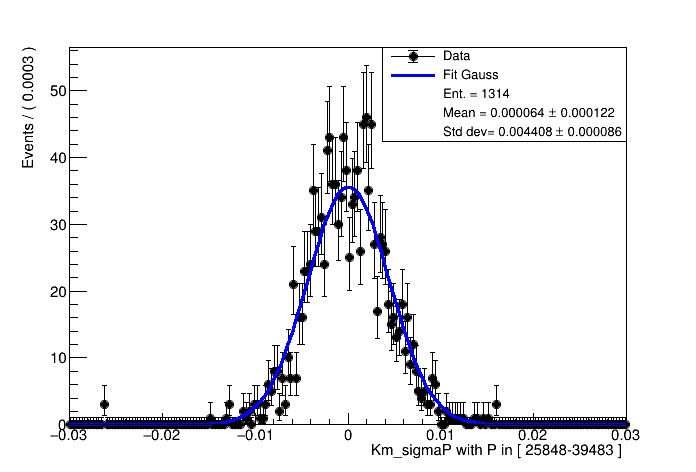 Events / ( 0.0003 )
Data
Fit Gauss
Ent. = 1314
Mean = 0.000064 ± 0.000122
Std dev= 0.004408 ± 0.000086
50
40
30
20
10
0
−0.03 −0.02 −0.01 0 0.01 0.02 0.03
Km_sigmaP with P in [ 25848-39483 ]